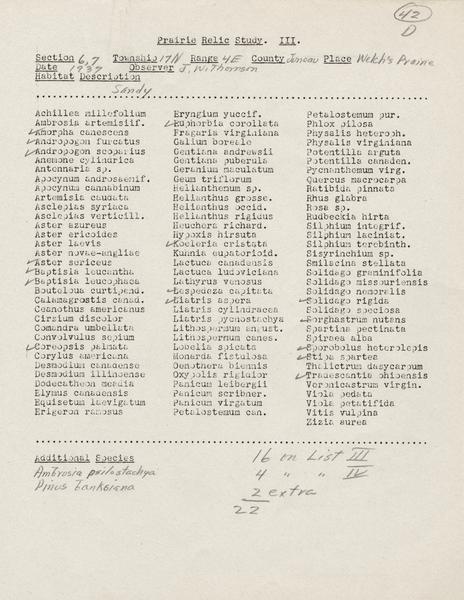 42
D
Prairie Relic Study. III.
Section 6,7 Township 17N Range 4E County Juneau Place Welch's Prairie
Date 1937 Observer J. W. Thomson
Habitat Description
Sandy
Achillea millefolium Eryngium yuccif. Petalostemum pur.
Ambrosia artemisiif. Euphorbia corollata Phlox pilosa
Amorpha canescens Fragaria virginiana Physalis heteroph.
Andropogon furcatus Galium boreale Physalis virginiana
Andropogon scoparius Gentiana andrewsii Potentilla arguta
Anemone cylindrica Gentiana puberula Potentilla canaden.
Antennaria sp. Geranium maculatum Pycnanthemum virg.
Apocynum androsaemif. Geum triflorum Quercus macrocarpa
Apocynum cannabinum Helianthenum sp. Ratibida pinnata
Artemisia caudata Helianthus grosse. Rhus glabra
Asclepias syriaca Helianthus occid. Rosa sp.
Asclepias verticill. Helianthus rigidus Rudbeckia hirta
Aster azureus Heuchera richard. Silphium integrif.
Aster ericoides Hypoxis hirsuta Silphium laciniat.
Aster laevis Koeleria cristata Silphium terebinth.
Aster novae-angliae Kuhnia eupatorioid. Sisyrinchium sp.
Aster sericeus Lactuca canadensis Smilacina stellata
Baptisia leucantha Lactuca ludoviciana Solidago graminifolia
Baptisia leucophaea Lathyrus venosus Solidago missouriensis
Bouteloua curtipend. Lespedeza capitata Solidago nemoralis
Calamagrostis canad. Liatris aspera Solidago rigida
Ceanothus americanus Liatris cylindracea Solidago speciosa
Cirsium discolor Liatris pycnostachya Sorghastrum nutans
Comandra umbellata Lithospermum angust. Spartina pectinata
Convolvulus sepium Lithospermum canes. Spiraea alba
Coreopsis palmata Lobelia spicata Sporobolus heterolepis
Corylus americana Monarda fistulosa Stipa spartea
Desmodium canadense Oenothera biennis Thalictrum dasycarpum
Desmodium illinoense Oxypolis rigidior Tradescantia ohioensis
Dodecatheon meadia Panicum leibergii Veronicastrum virgin.
Elymus canadensis Panicum scribner. Viola pedata
Equisetum laevigatum Panicum virgatum Viola pedatifida
Erigeron ramosus Petalostemum can. Vitis vulpina
Zizia aurea
Additional Species
Ambrosia psilostachya
Pinus banksiana
16 on List III
4 " " IV
2 extra
22